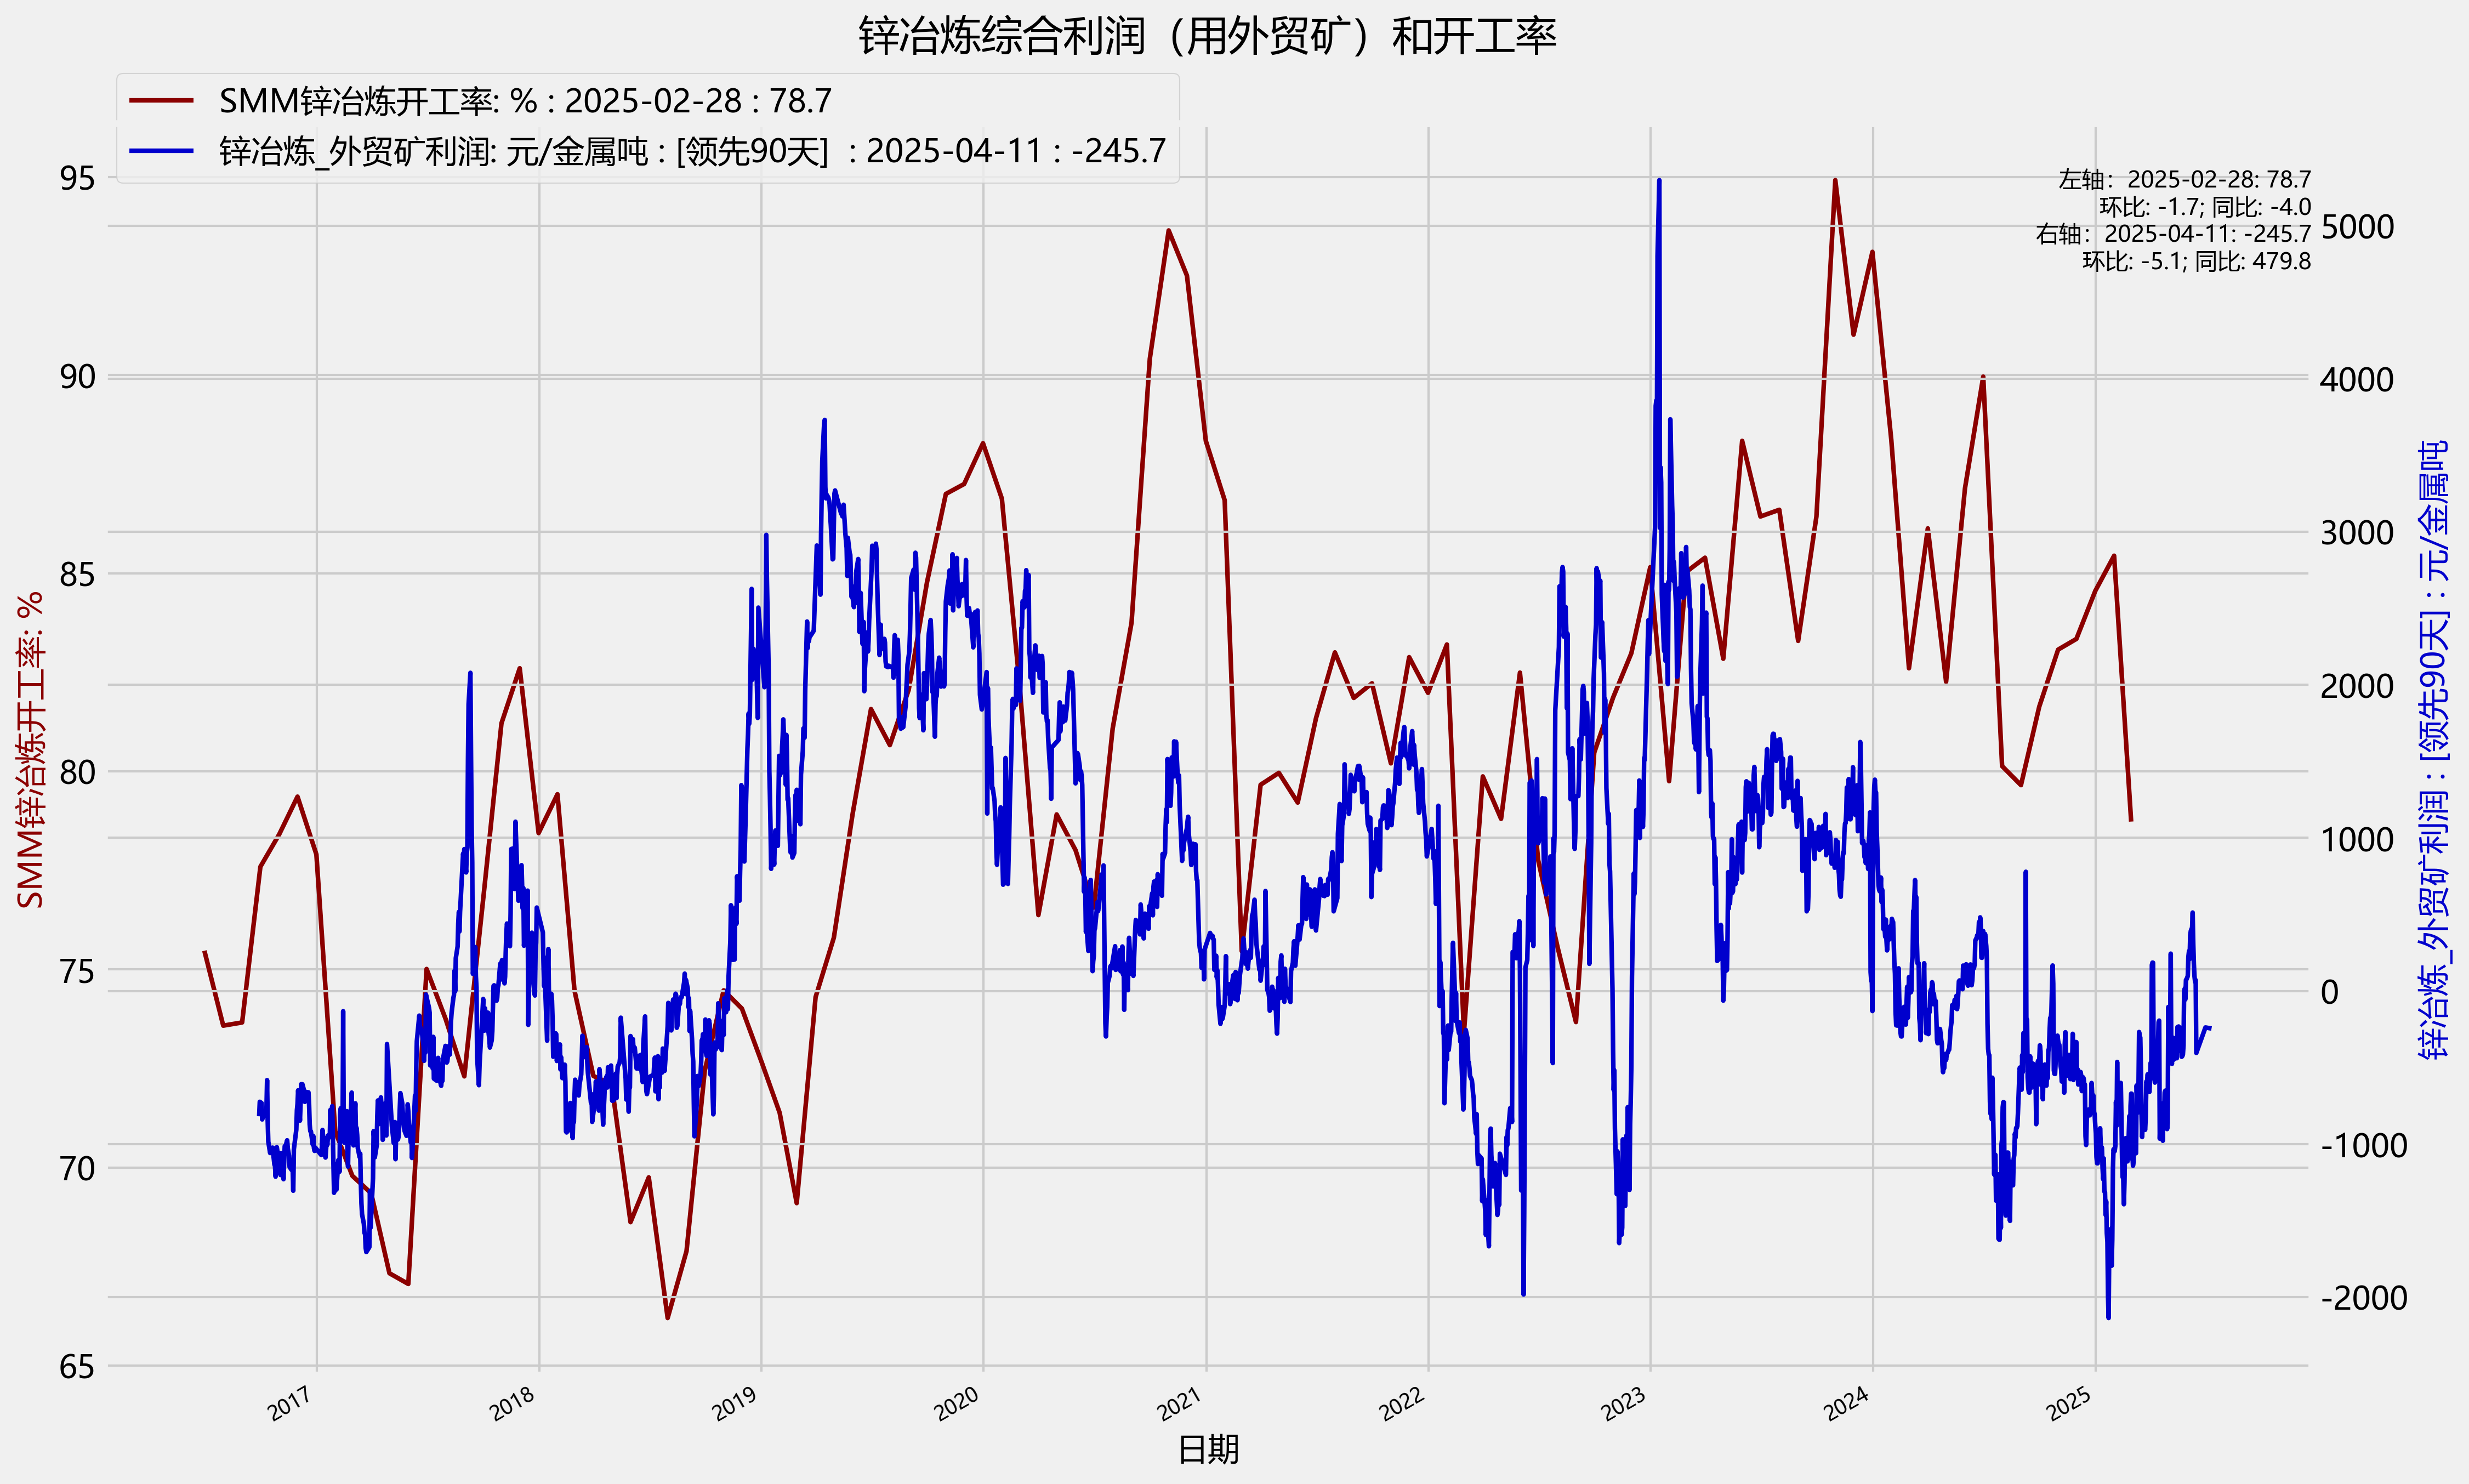 锌冶炼综合利润（用外贸矿）和开工率
SMM锌冶炼开工率: % : 2025-02-28 : 78.7
锌冶炼_外贸矿利润: 元/金属吨 : [领先90天]  : 2025-04-11 : -245.7
左轴：2025-02-28: 78.7
环比: -1.7; 同比: -4.0
右轴：2025-04-11: -245.7
环比: -5.1; 同比: 479.8
95
90
85
80
75
70
65
SMM锌冶炼开工率: %
5000
4000
3000
2000
1000
0
-1000
-2000
锌冶炼_外贸矿利润 : [领先90天] : 元/金属吨
2017
2018
2019
2020
2021
2022
2023
2024
2025
日期